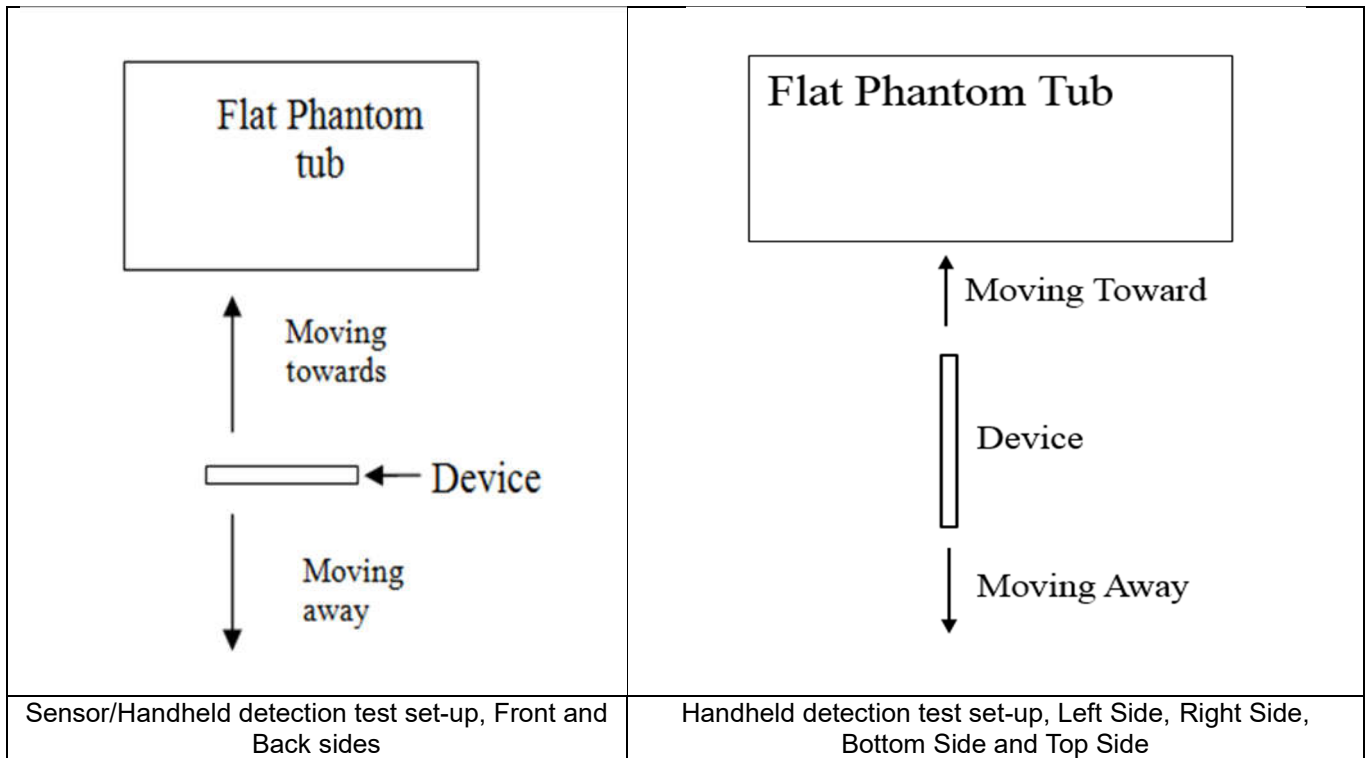 Flat Phantom
tub
Moving
towards
Device
Moving
away
Sensor/Handheld detection test set-up, Front and
Back sides
Flat Phantom Tub
Moving Toward
Device
Moving Away
Handheld detection test set-up, Left Side, Right Side,
Bottom Side and Top Side